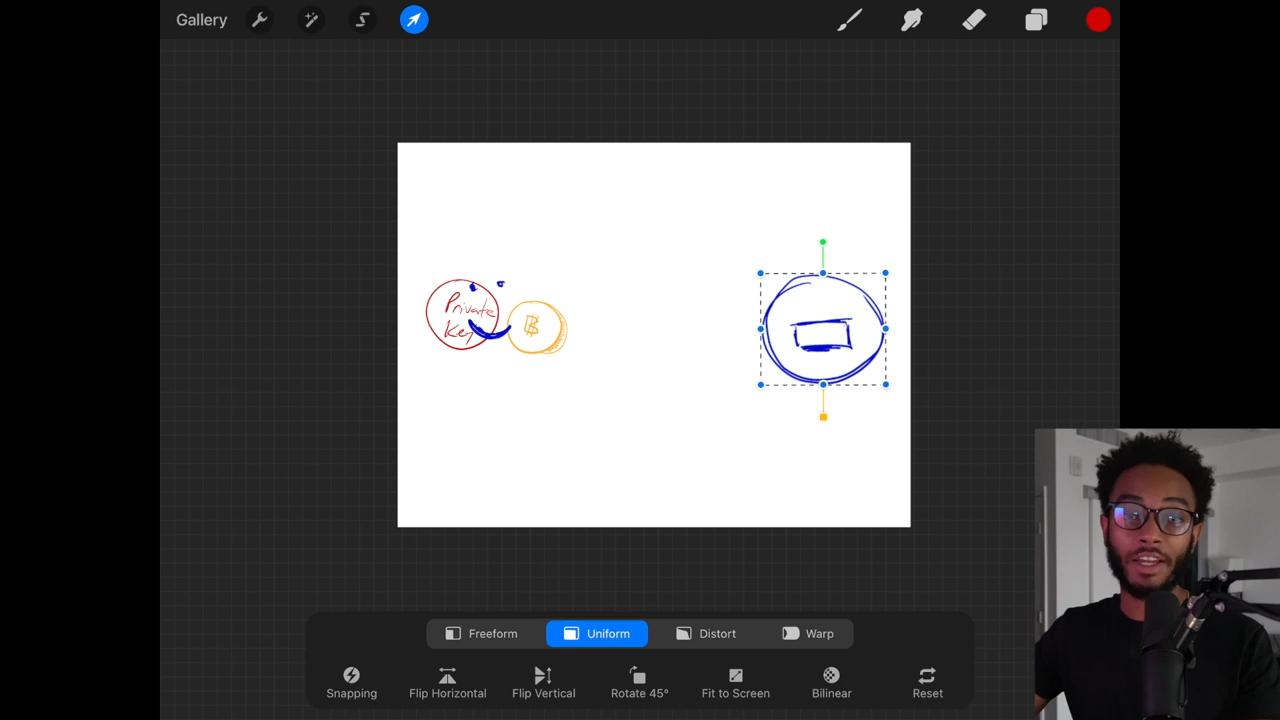 Gallery
Private
Key
₿
Freeform
Uniform
Distort
Warp
Snapping
Flip Horizontal
Flip Vertical
Rotate 45°
Fit to Screen
Bilinear
Reset